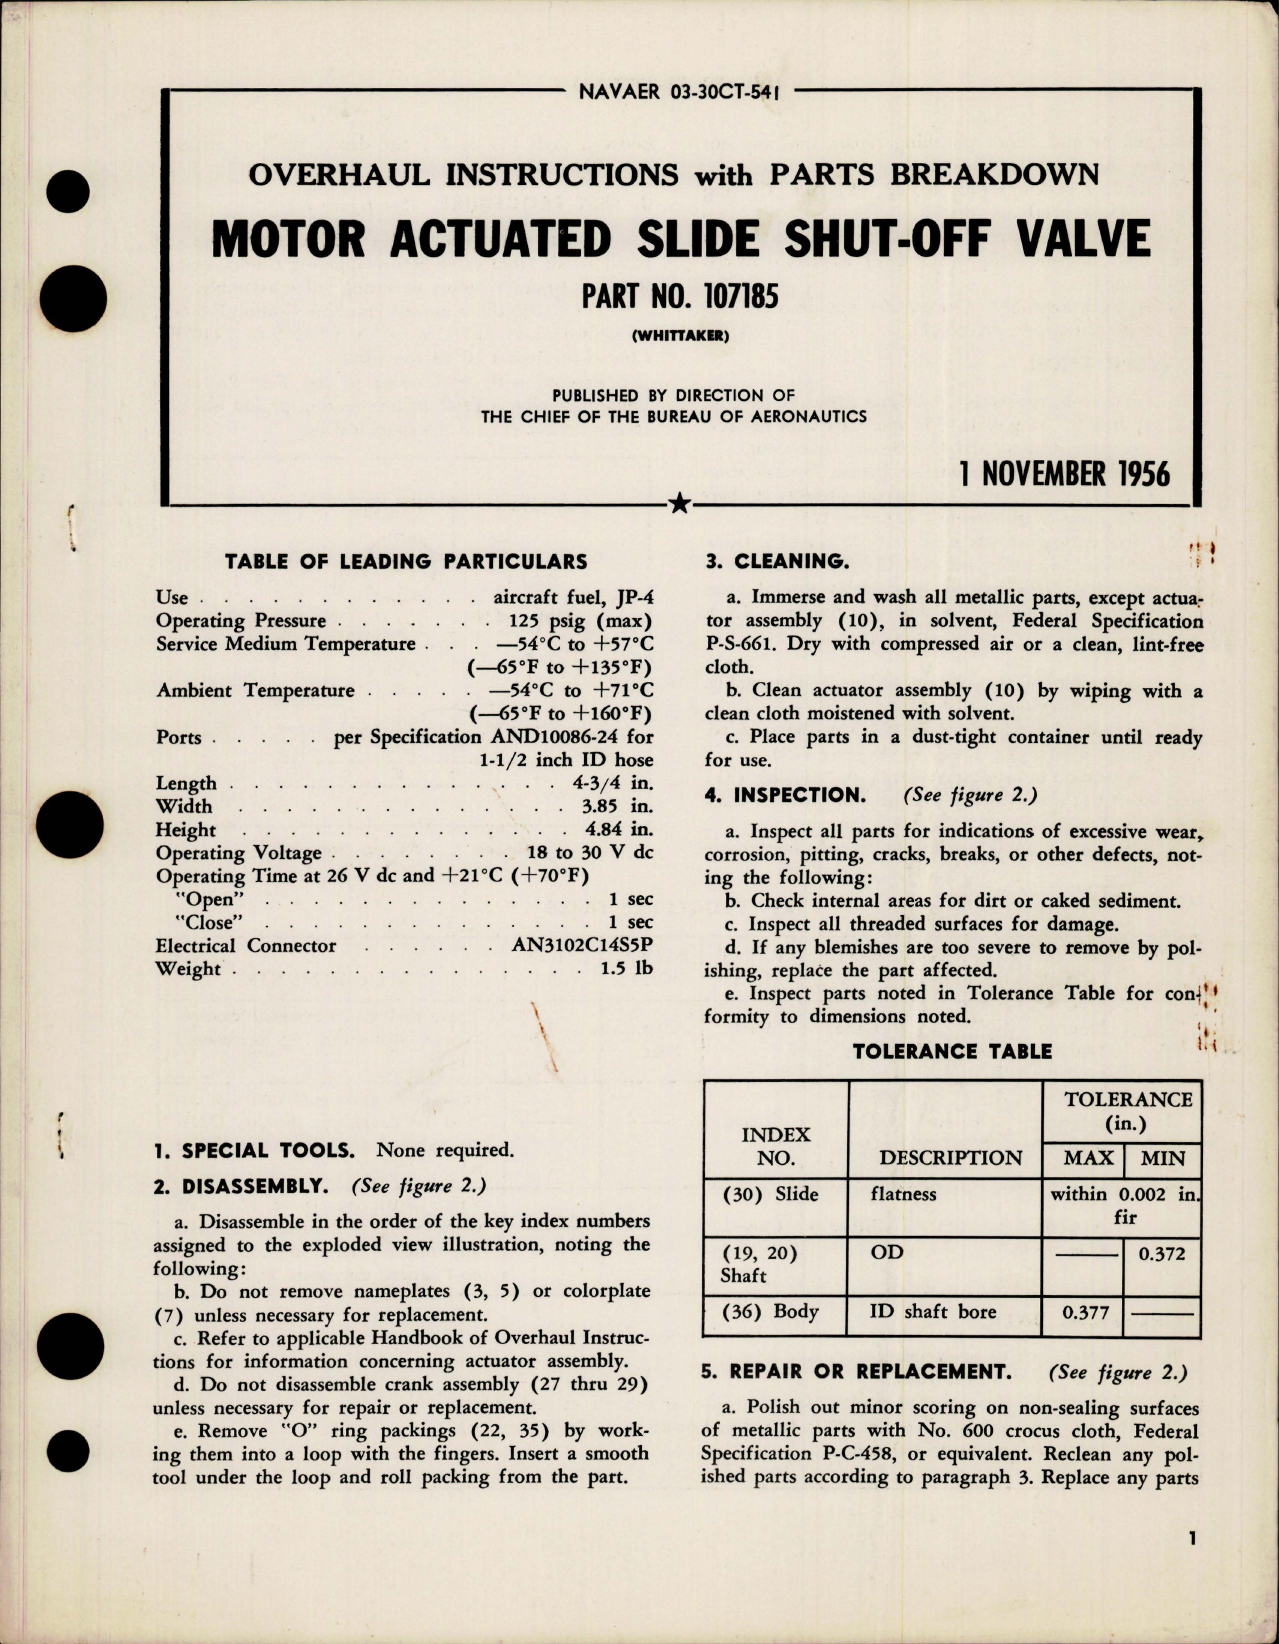 NAVAER 03-30CT-541
OVERHAUL INSTRUCTIONS with PARTS BREAKDOWN
MOTOR ACTUATED SLIDE SHUT-OFF VALVE
PART NO. 107185
(WHITTAKER)
PUBLISHED BY DIRECTION OF
THE CHIEF OF THE BUREAU OF AERONAUTICS
1 NOVEMBER 1956
TABLE OF LEADING PARTICULARS
Use . . . . . . . . . . . . aircraft fuel, JP-4
Operating Pressure . . . . . . . 125 psig (max)
Service Medium Temperature . . . —54°C to +57°C
(—65°F to +135°F)
Ambient Temperature . . . . . —54°C to +71°C
(—65°F to +160°F)
Ports . . . . . per Specification AND10086-24 for
1-1/2 inch ID hose
Length . . . . . . . . . . . . . . . 4-3/4 in.
Width . . . . . . . . . . . . . . 3.85 in.
Height . . . . . . . . . . . . . . 4.84 in.
Operating Voltage . . . . . . . . 18 to 30 V dc
Operating Time at 26 V dc and +21°C (+70°F)
"Open" . . . . . . . . . . . . . . . 1 sec
"Close" . . . . . . . . . . . . . . . 1 sec
Electrical Connector . . . . . . AN3102C14S5P
Weight . . . . . . . . . . . . . . . 1.5 lb
1. SPECIAL TOOLS. None required.
2. DISASSEMBLY. (See figure 2.)
a. Disassemble in the order of the key index numbers
assigned to the exploded view illustration, noting the
following:
b. Do not remove nameplates (3, 5) or colorplate
(7) unless necessary for replacement.
c. Refer to applicable Handbook of Overhaul Instruc-
tions for information concerning actuator assembly.
d. Do not disassemble crank assembly (27 thru 29)
unless necessary for repair or replacement.
e. Remove "O" ring packings (22, 35) by work-
ing them into a loop with the fingers. Insert a smooth
tool under the loop and roll packing from the part.
3. CLEANING.
a. Immerse and wash all metallic parts, except actua-
tor assembly (10), in solvent, Federal Specification
P-S-661. Dry with compressed air or a clean, lint-free
cloth.
b. Clean actuator assembly (10) by wiping with a
clean cloth moistened with solvent.
c. Place parts in a dust-tight container until ready
for use.
4. INSPECTION. (See figure 2.)
a. Inspect all parts for indications of excessive wear,
corrosion, pitting, cracks, breaks, or other defects, not-
ing the following:
b. Check internal areas for dirt or caked sediment.
c. Inspect all threaded surfaces for damage.
d. If any blemishes are too severe to remove by pol-
ishing, replace the part affected.
e. Inspect parts noted in Tolerance Table for con-
formity to dimensions noted.
TOLERANCE TABLE
TOLERANCE
(in.)
INDEX
NO. DESCRIPTION MAX MIN
(30) Slide flatness within 0.002 in.
fir
(19, 20) OD —— 0.372
Shaft
(36) Body ID shaft bore 0.377 ——
5. REPAIR OR REPLACEMENT. (See figure 2.)
a. Polish out minor scoring on non-sealing surfaces
of metallic parts with No. 600 crocus cloth, Federal
Specification P-C-458, or equivalent. Reclean any pol-
ished parts according to paragraph 3. Replace any parts
1